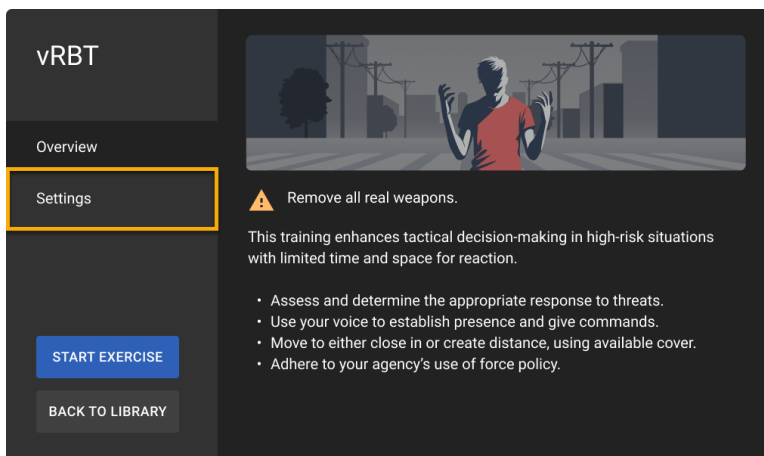 vRBT
Overview
Settings
START EXERCISE
BACK TO LIBRARY
Remove all real weapons.
This training enhances tactical decision-making in high-risk situations
with limited time and space for reaction.
• Assess and determine the appropriate response to threats.
• Use your voice to establish presence and give commands.
• Move to either close in or create distance, using available cover.
• Adhere to your agency’s use of force policy.